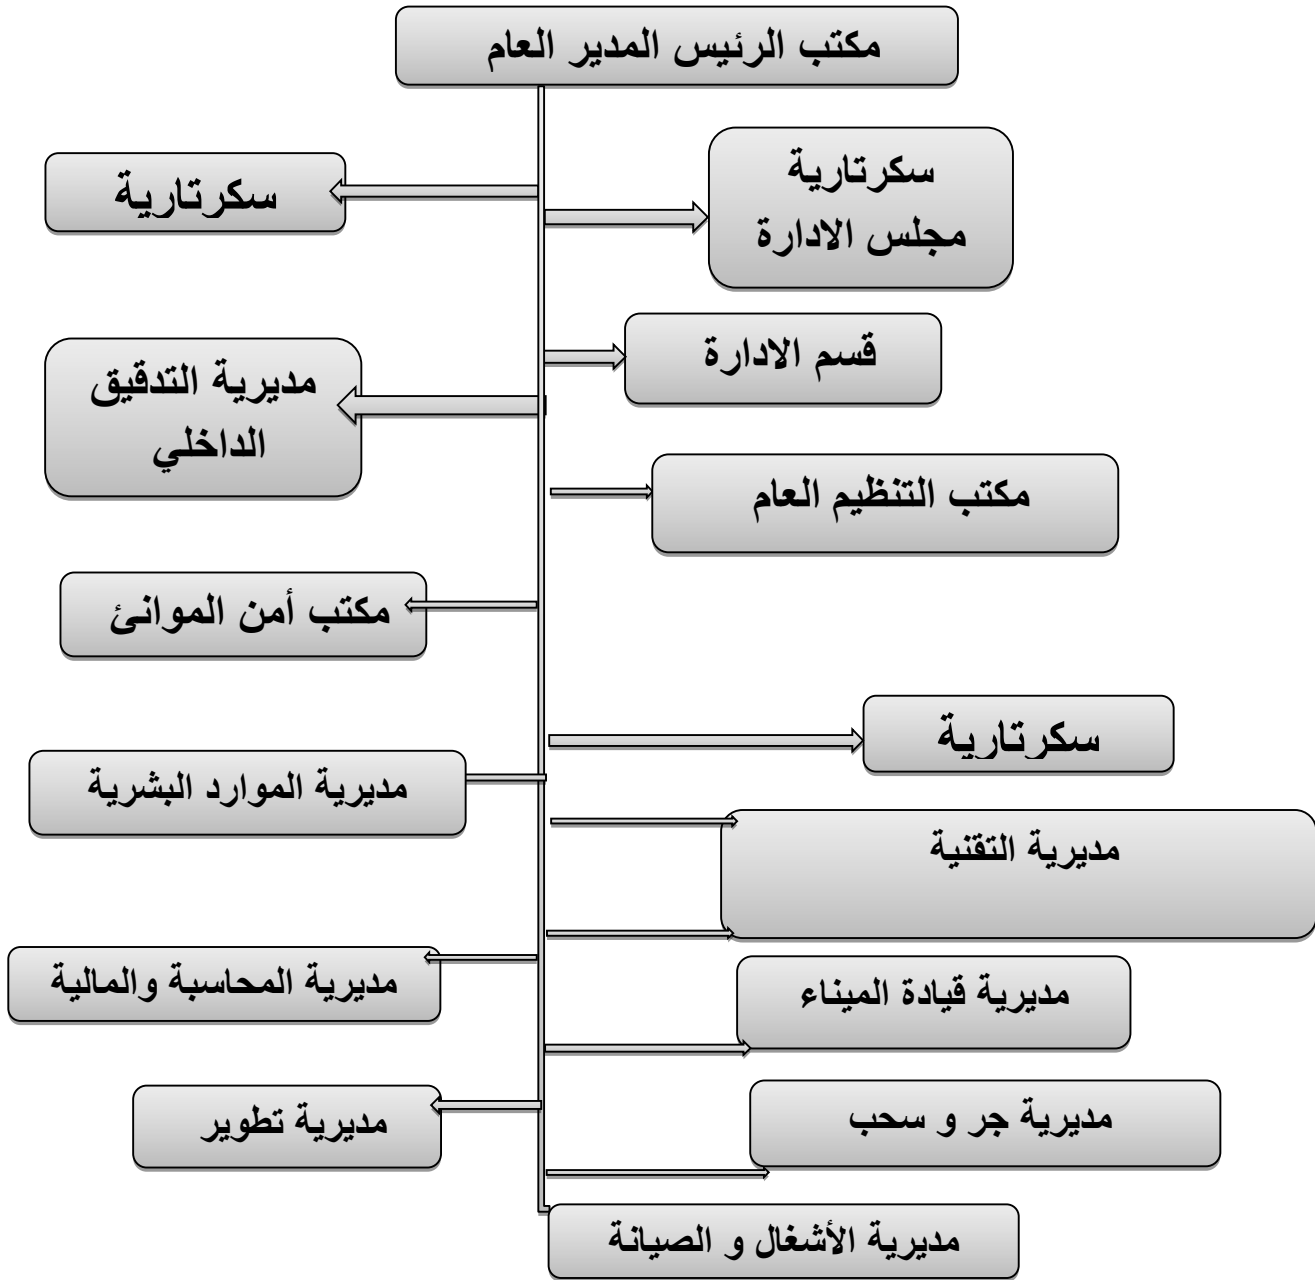 مكتب الرئيس المدير العام
سكرتارية
مجلس الادارة
سكرتارية
قسم الادارة
مديرية التدقيق
الداخلي
مكتب التنظيم العام
مكتب أمن الموانئ
سكرتارية
مديرية الموارد البشرية
مديرية التقنية
مديرية المحاسبة والمالية
مديرية قيادة الميناء
مديرية جر و سحب
مديرية تطوير
مديرية الأشغال و الصيانة